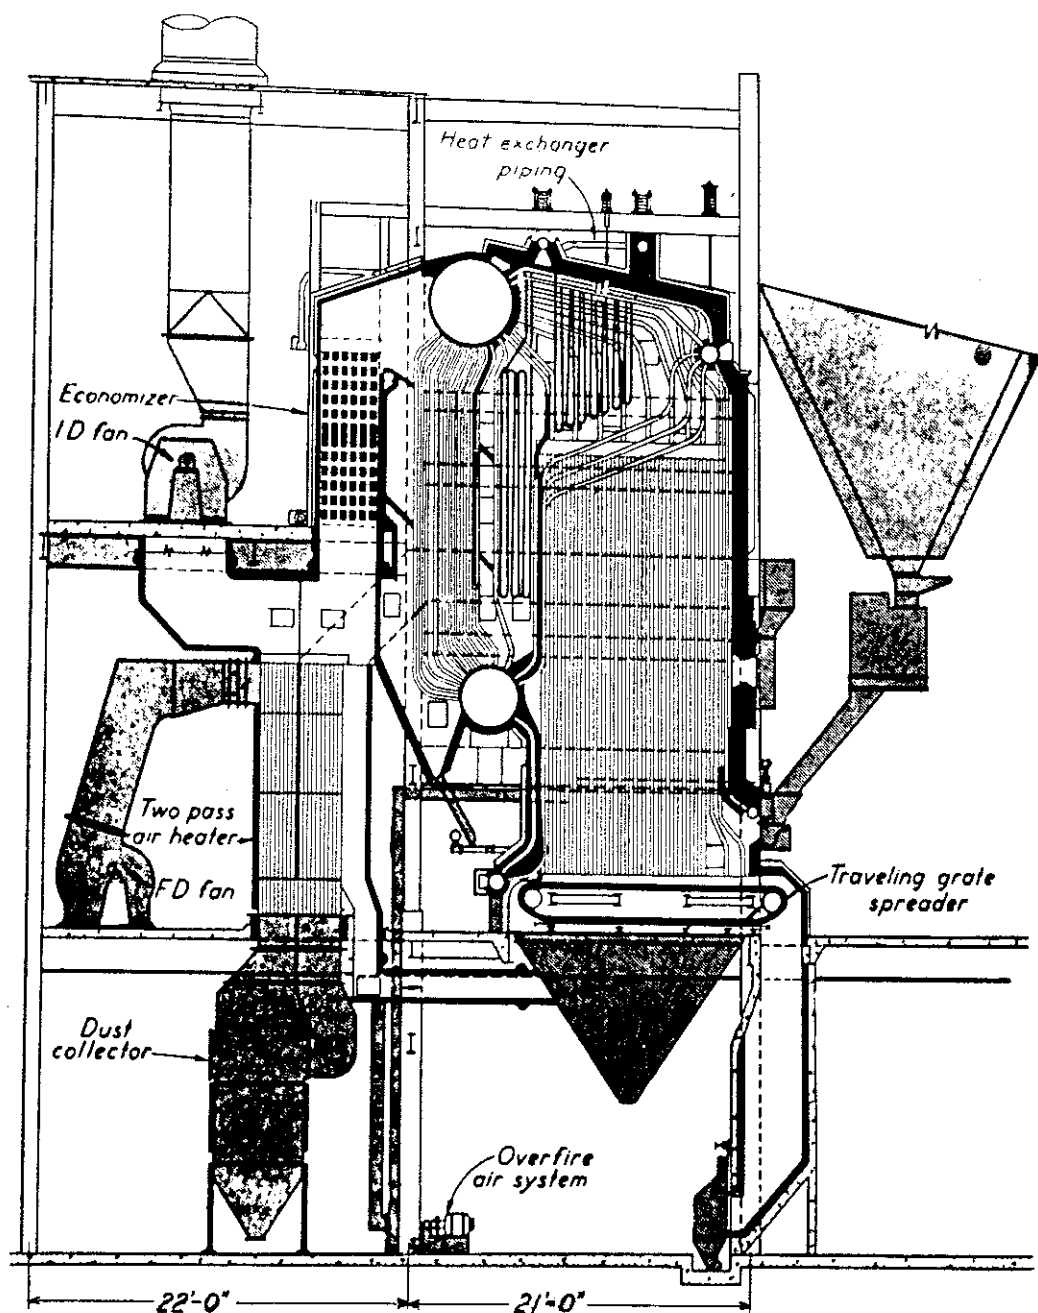 Heat exchanger
piping
Economizer
ID fan
Two pass
air heater
FD fan
Traveling grate
spreader
Dust
collector
Overfire
air system
22'-0"
21'-0"